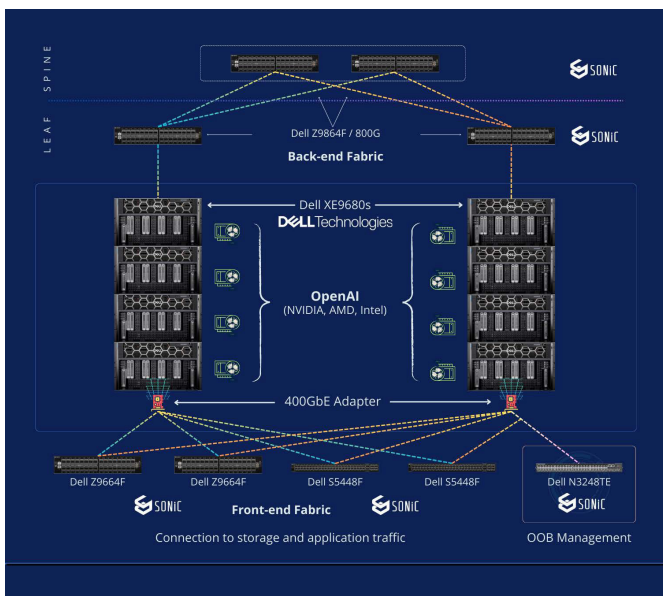 SPINE
SONiC
LEAF
Dell Z9864F / 800G
SONiC
Back-end Fabric
Dell XE9680s
DELLTechnologies
OpenAI
(NVIDIA, AMD, Intel)
400GbE Adapter
Dell Z9664F Dell Z9664F Dell S5448F Dell S5448F Dell N3248TE
SONiC Front-end Fabric SONiC SONiC
Connection to storage and application traffic OOB Management